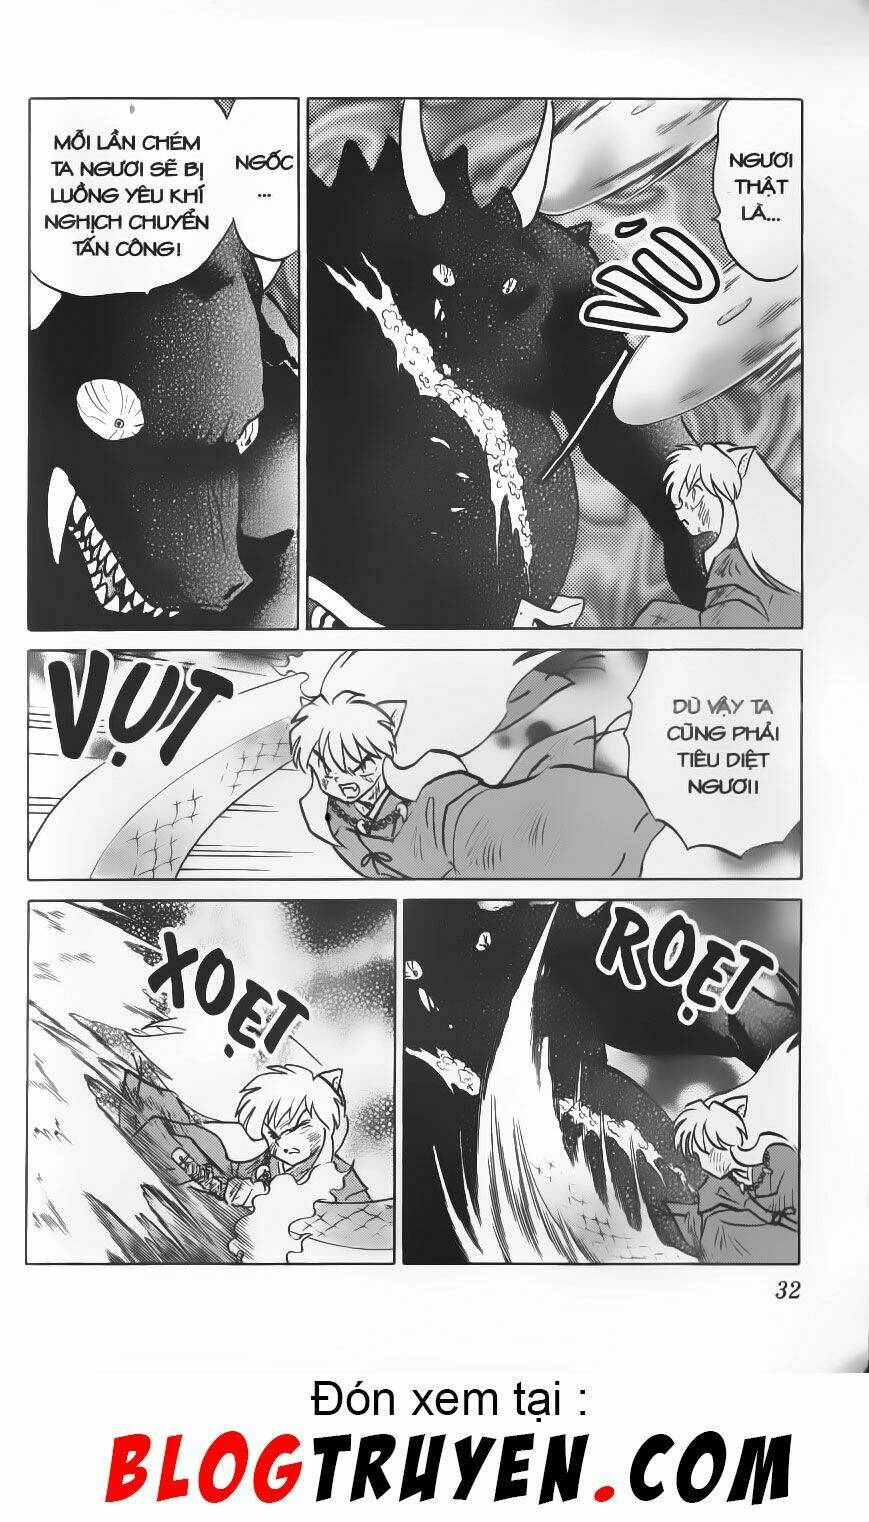 NGƯƠI
THẬT
LÀ...
VÙ
NGỐC
...
MỖI LẦN CHÉM
TA NGƯƠI SẼ BỊ
LUỒNG YÊU KHÍ
NGHỊCH CHUYỂN
TẤN CÔNG!
DÙ VẬY TA
CŨNG PHẢI
TIÊU DIỆT
NGƯƠI!
VỤT
ROẸT
XOẸT
32
Đón xem tại :
BLOGTRUYEN.COM